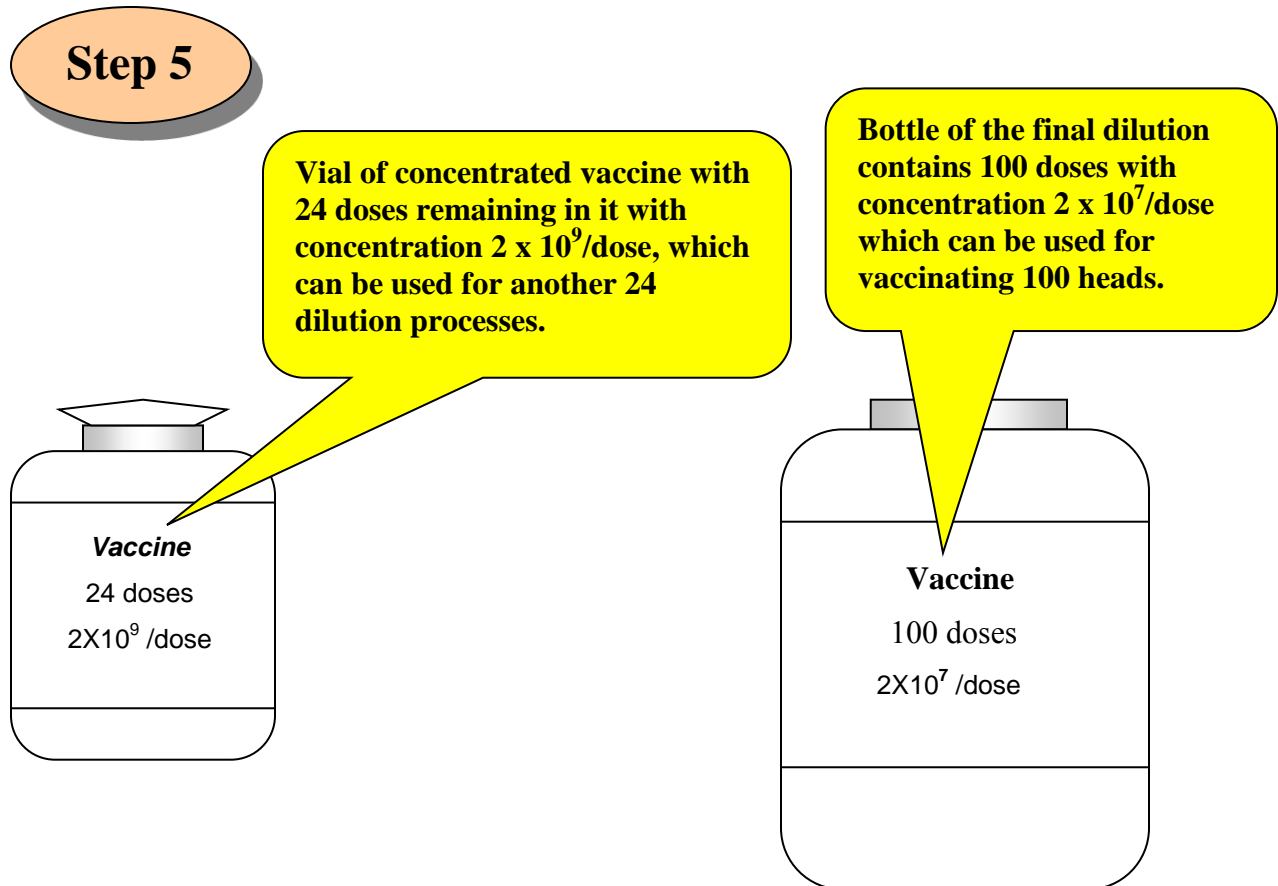 Step 5
Vial of concentrated vaccine with
24 doses remaining in it with
concentration 2 x 10⁹/dose, which
can be used for another 24
dilution processes.
Bottle of the final dilution
contains 100 doses with
concentration 2 x 10⁷/dose
which can be used for
vaccinating 100 heads.
Vaccine
24 doses
2X10⁹ /dose
Vaccine
100 doses
2X10⁷ /dose